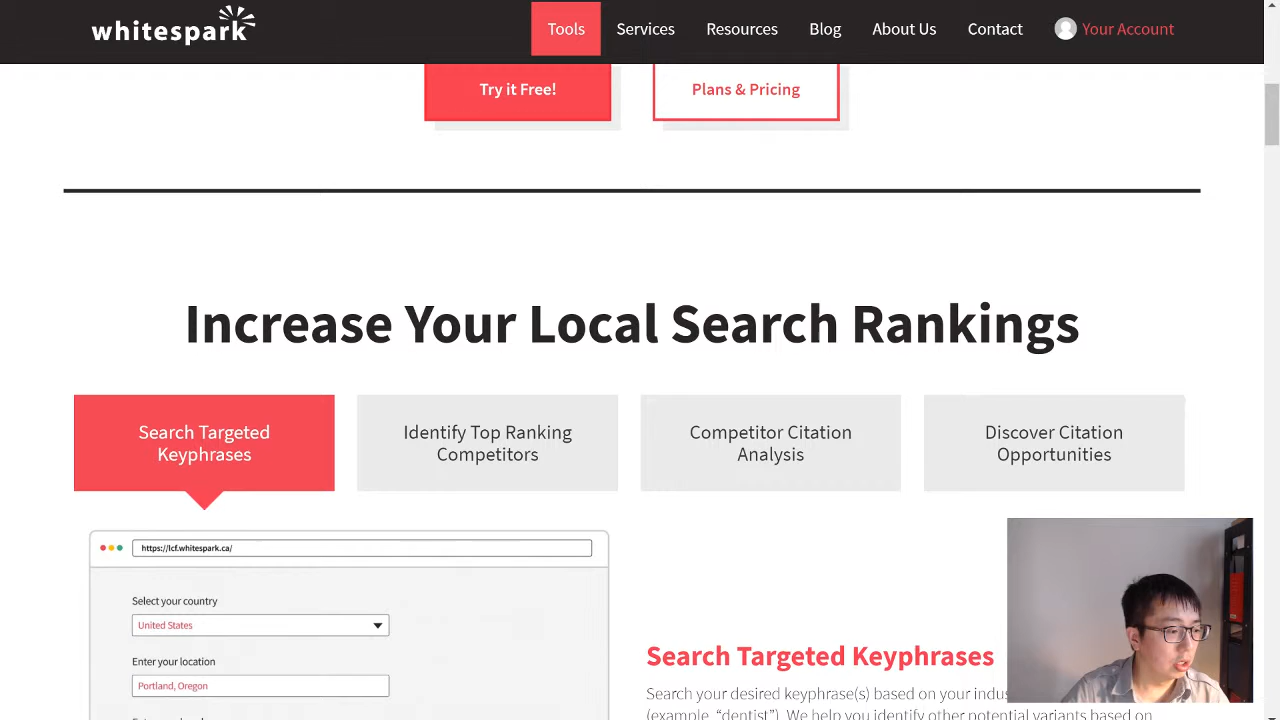 whitespark
Tools
Services
Resources
Blog
About Us
Contact
Your Account
Try it Free!
Plans & Pricing
Increase Your Local Search Rankings
Search Targeted
Keyphrases
Identify Top Ranking
Competitors
Competitor Citation
Analysis
Discover Citation
Opportunities
https://lcf.whitespark.ca/
Select your country
United States
Enter your location
Portland, Oregon
Search Targeted Keyphrases
Search your desired keyphrase(s) based on your
(example, “dentist”). We help you identify other potential variants based on